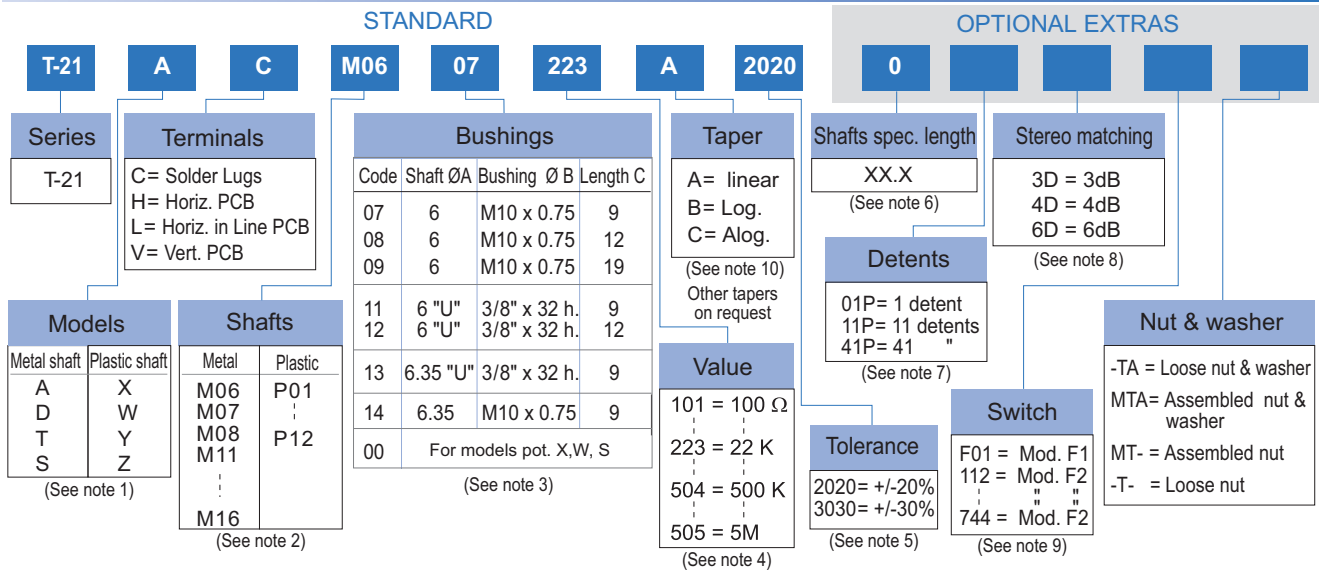 STANDARD
OPTIONAL EXTRAS
T-21 A C M06 07 223 A 2020 0
Series
T-21
Terminals
C= Solder Lugs
H= Horiz. PCB
L= Horiz. in Line PCB
V= Vert. PCB
Bushings
Code Shaft ØA Bushing Ø B Length C
07 6 M10 x 0.75 9
08 6 M10 x 0.75 12
09 6 M10 x 0.75 19
11 6 "U" 3/8" x 32 h. 9
12 6 "U" 3/8" x 32 h. 12
13 6.35 "U" 3/8" x 32 h. 9
14 6.35 M10 x 0.75 9
00 For models pot. X,W, S
(See note 3)
Taper
A= linear
B= Log.
C= Alog.
(See note 10)
Other tapers
on request
Shafts spec. length
XX.X
(See note 6)
Stereo matching
3D = 3dB
4D = 4dB
6D = 6dB
(See note 8)
Detents
01P= 1 detent
11P= 11 detents
41P= 41 "
(See note 7)
Models
Metal shaft Plastic shaft
A X
D W
T Y
S Z
(See note 1)
Shafts
Metal Plastic
M06 P01
M07
M08 P12
M11
M16
(See note 2)
Value
101 = 100 Ω
223 = 22 K
504 = 500 K
505 = 5M
(See note 4)
Tolerance
2020= +/-20%
3030= +/-30%
(See note 5)
Switch
F01 = Mod. F1
112 = Mod. F2
" "
744 = Mod. F2
(See note 9)
Nut & washer
-TA = Loose nut & washer
MTA= Assembled nut &
washer
MT- = Assembled nut
-T- = Loose nut